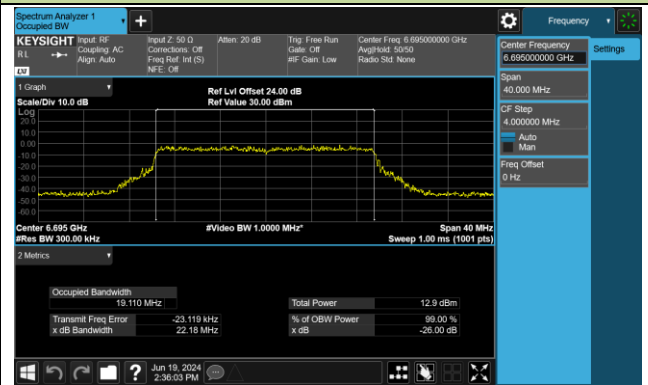 Spectrum Analyzer 1
Occupied BW
Frequency
KEYSIGHT
Input: RF
Coupling: AC
Align: Auto
Input Z: 50 Ω
Corrections: Off
Freq Ref: Int (S)
NFE: Off
Atten: 20 dB
Trig: Free Run
Gate: Off
#IF Gain: Low
Center Freq: 6.695000000 GHz
Avg|Hold: 50/50
Radio Std: None
RL
LXI
Center Frequency
6.695000000 GHz
Settings
Span
40.000 MHz
CF Step
4.000000 MHz
Auto
Man
Freq Offset
0 Hz
1 Graph
Scale/Div 10.0 dB
Ref Lvl Offset 24.00 dB
Ref Value 30.00 dBm
Log
20.0
10.0
0.00
-10.0
-20.0
-30.0
-40.0
-50.0
-60.0
Center 6.695 GHz
#Res BW 300.00 kHz
#Video BW 1.0000 MHz*
Span 40 MHz
Sweep 1.00 ms (1001 pts)
2 Metrics
Occupied Bandwidth
19.110 MHz
Total Power 12.9 dBm
Transmit Freq Error -23.119 kHz
% of OBW Power 99.00 %
x dB Bandwidth 22.18 MHz
x dB -26.00 dB
?
Jun 19, 2024
2:36:03 PM